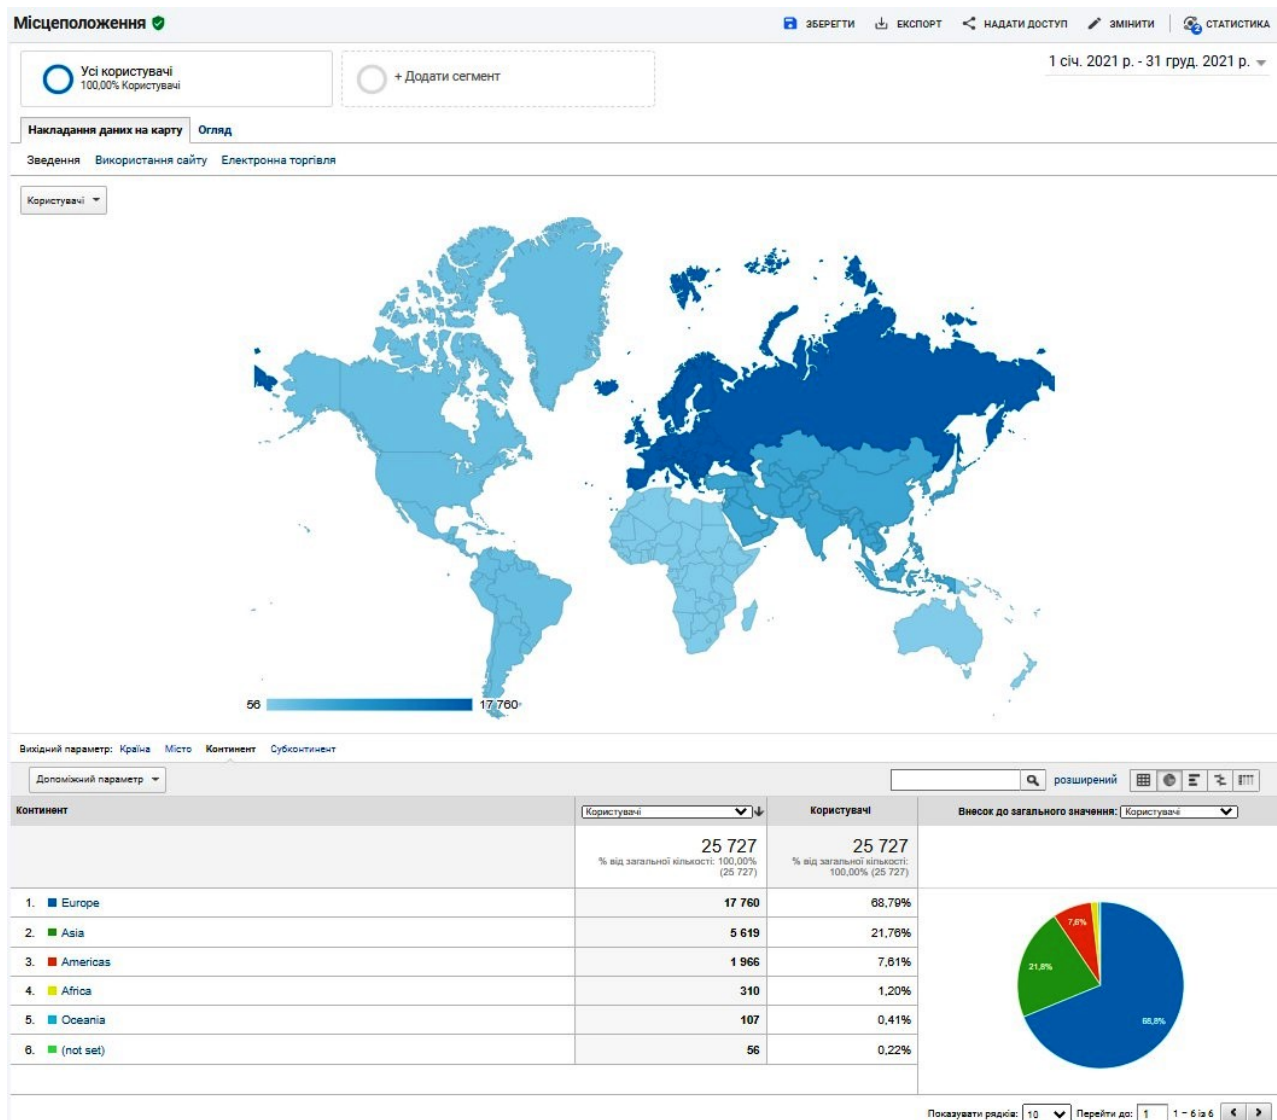 Місцеположення
ЗБЕРЕГТИ ЕКСПОРТ НАДАТИ ДОСТУП ЗМІНИТИ 2 СТАТИСТИКА
Усі користувачі
100,00% Користувачі
+ Додати сегмент
1 січ. 2021 р. - 31 груд. 2021 р.
Накладання даних на карту Огляд
Зведення Використання сайту Електронна торгівля
Користувачі
56 17 760
Вихідний параметр: Країна Місто Континент Субконтинент
Допоміжний параметр розширений
Континент Користувачі Користувачі Внесок до загального значення: Користувачі
25 727 25 727
% від загальної кількості: 100,00% (25 727) % від загальної кількості: 100,00% (25 727)
1. Europe 17 760 68,79%
2. Asia 5 619 21,76%
3. Americas 1 966 7,61%
4. Africa 310 1,20%
5. Oceania 107 0,41%
6. (not set) 56 0,22%
7,6%
21,8%
68,8%
Показувати рядків: 10 Перейти до: 1 1 – 6 із 6